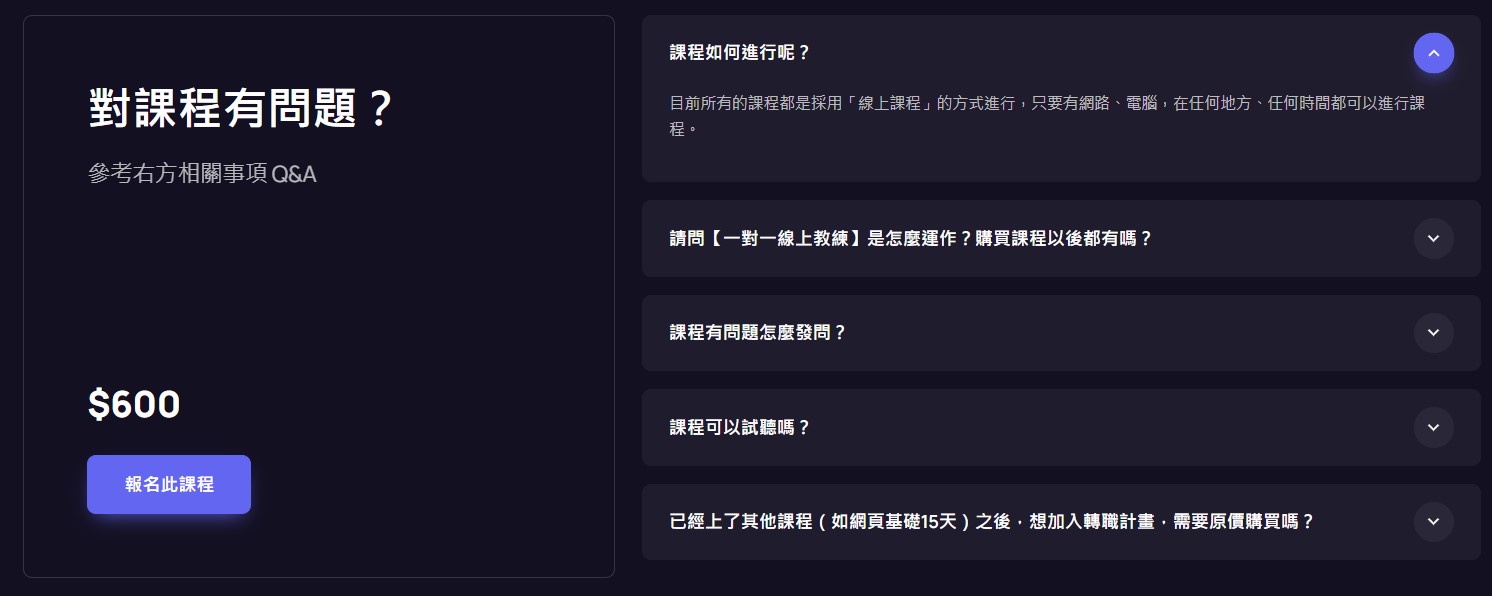 對課程有問題？
參考右方相關事項 Q&A
$600
報名此課程
課程如何進行呢？
目前所有的課程都是採用「線上課程」的方式進行，只要有網路、電腦，在任何地方、任何時間都可以進行課
程。
請問【一對一線上教練】是怎麼運作？購買課程以後都有嗎？
課程有問題怎麼發問？
課程可以試聽嗎？
已經上了其他課程（如網頁基礎15天）之後，想加入轉職計畫，需要原價購買嗎？